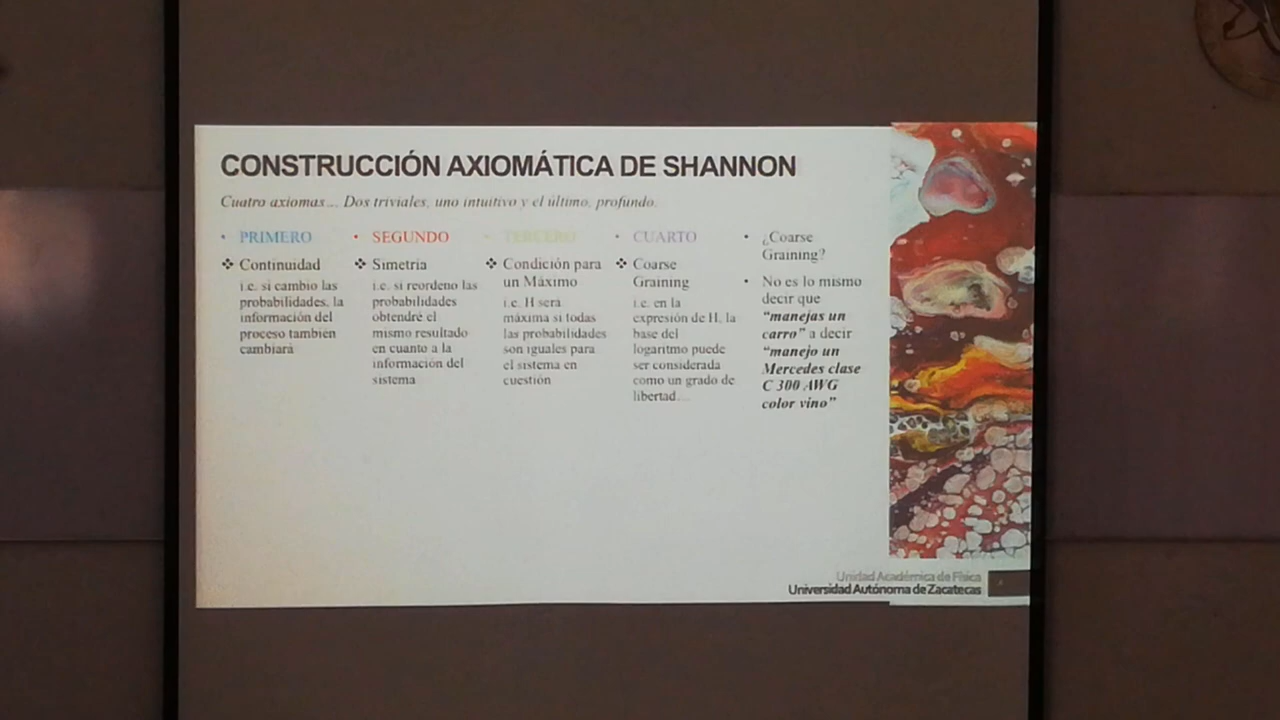 CONSTRUCCIÓN AXIOMÁTICA DE SHANNON
Cuatro axiomas... Dos triviales, uno intuitivo y el último, profundo.
• PRIMERO
❖ Continuidad
i.e. si cambio las
probabilidades, la
información del
proceso también
cambiará
• SEGUNDO
❖ Simetría
i.e. si reordeno las
probabilidades
obtendré el
mismo resultado
en cuanto a la
información del
sistema
• TERCERO
❖ Condición para
un Máximo
i.e. H será
máxima si todas
las probabilidades
son iguales para
el sistema en
cuestión
• CUARTO
❖ Coarse
Graining
i.e. en la
expresión de H, la
base del
logaritmo puede
ser considerada
como un grado de
libertad...
• ¿Coarse
Graining?
• No es lo mismo
decir que
“manejas un
carro” a decir
“manejo un
Mercedes clase
C 300 AWG
color vino”
Unidad Académica de Física
Universidad Autónoma de Zacatecas